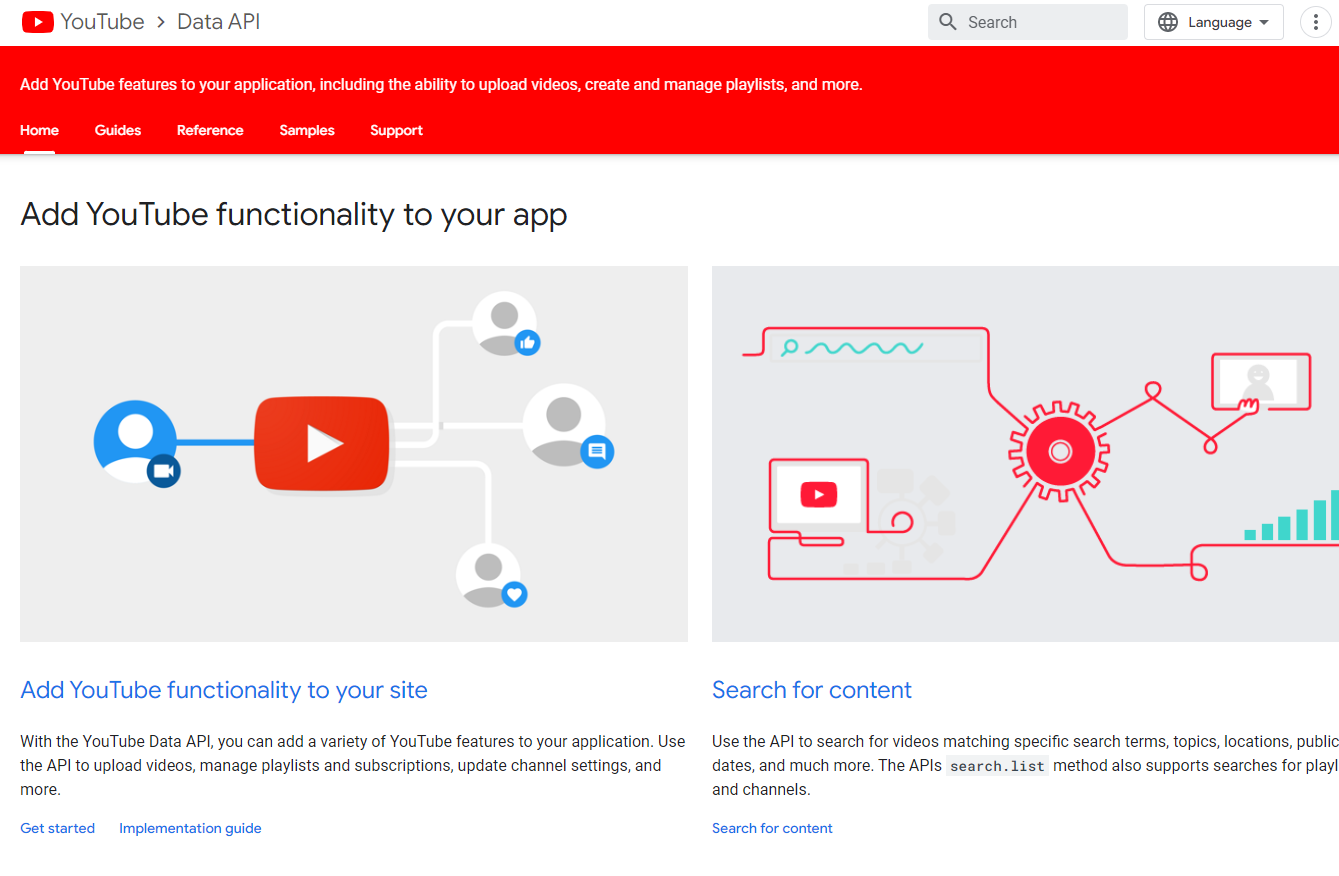 YouTube > Data API
Search
Language
Add YouTube features to your application, including the ability to upload videos, create and manage playlists, and more.
Home Guides Reference Samples Support
Add YouTube functionality to your app
Add YouTube functionality to your site
With the YouTube Data API, you can add a variety of YouTube features to your application. Use
the API to upload videos, manage playlists and subscriptions, update channel settings, and
more.
Get started Implementation guide
Search for content
Use the API to search for videos matching specific search terms, topics, locations, public
dates, and much more. The APIs search.list method also supports searches for playl
and channels.
Search for content